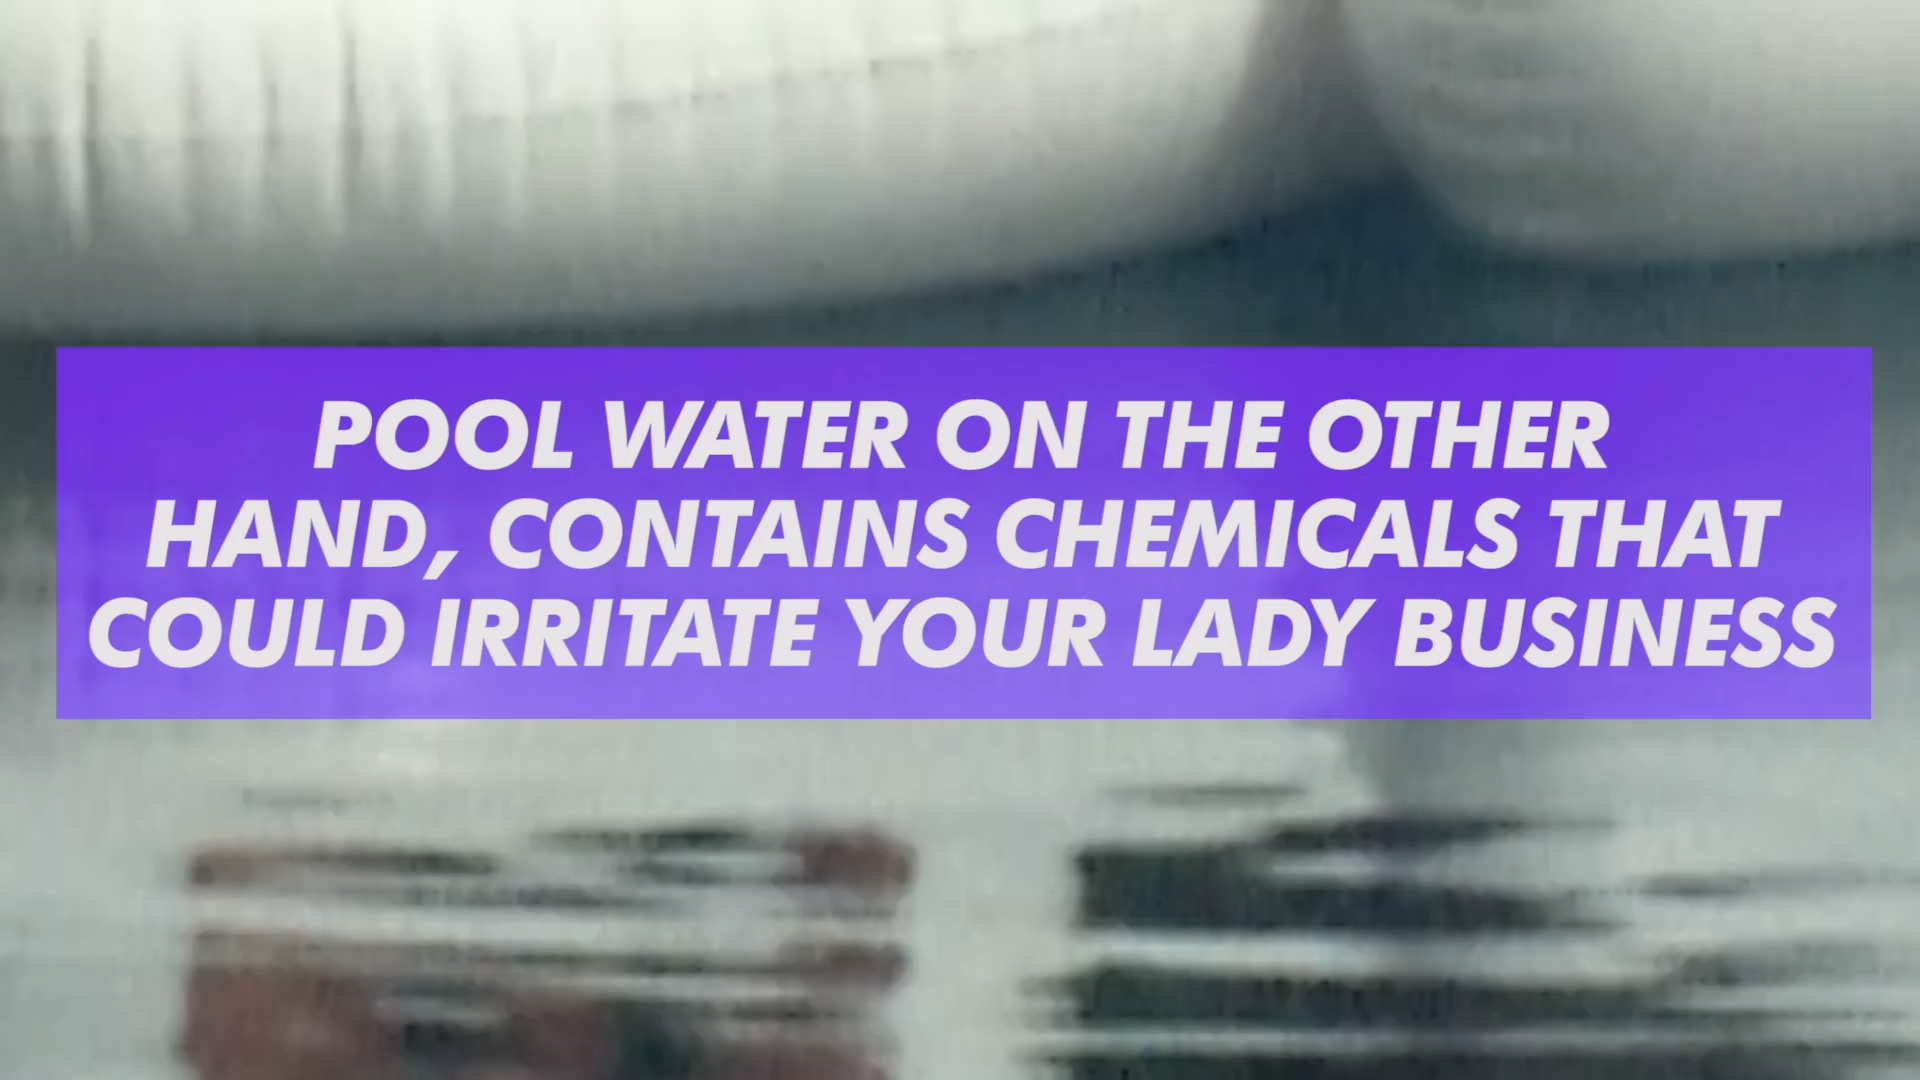 POOL WATER ON THE OTHER
HAND, CONTAINS CHEMICALS THAT
COULD IRRITATE YOUR LADY BUSINESS